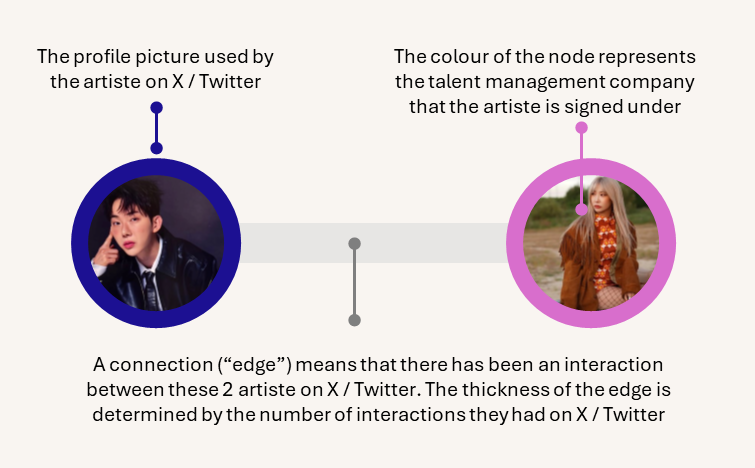 The profile picture used by
the artiste on X / Twitter
The colour of the node represents
the talent management company
that the artiste is signed under
A connection (“edge”) means that there has been an interaction
between these 2 artiste on X / Twitter. The thickness of the edge is
determined by the number of interactions they had on X / Twitter